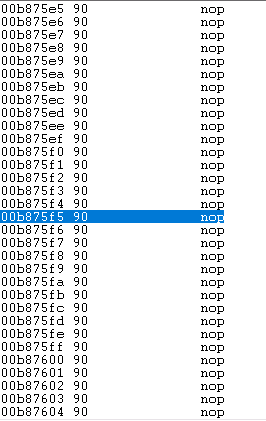 00b875e5 90 nop
00b875e6 90 nop
00b875e7 90 nop
00b875e8 90 nop
00b875e9 90 nop
00b875ea 90 nop
00b875eb 90 nop
00b875ec 90 nop
00b875ed 90 nop
00b875ee 90 nop
00b875ef 90 nop
00b875f0 90 nop
00b875f1 90 nop
00b875f2 90 nop
00b875f3 90 nop
00b875f4 90 nop
00b875f5 90 nop
00b875f6 90 nop
00b875f7 90 nop
00b875f8 90 nop
00b875f9 90 nop
00b875fa 90 nop
00b875fb 90 nop
00b875fc 90 nop
00b875fd 90 nop
00b875fe 90 nop
00b875ff 90 nop
00b87600 90 nop
00b87601 90 nop
00b87602 90 nop
00b87603 90 nop
00b87604 90 nop